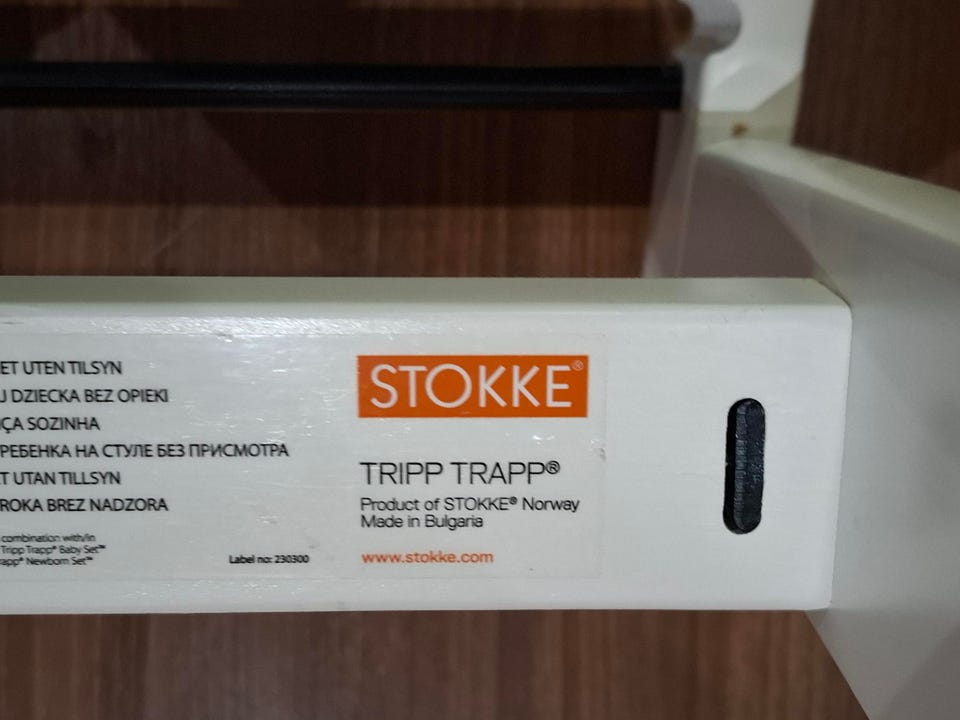 ET UTEN TILSYN
J DZIECKA BEZ OPIEKI
ÇA SOZINHA
РЕБЕНКА НА СТУЛЕ БЕЗ ПРИСМОТРА
T UTAN TILLSYN
ROKA BREZ NADZORA
combination with/in
Tripp Trapp® Baby Set™
rapp® Newborn Set™
Label no: 230300
STOKKE®
TRIPP TRAPP®
Product of STOKKE® Norway
Made in Bulgaria
www.stokke.com